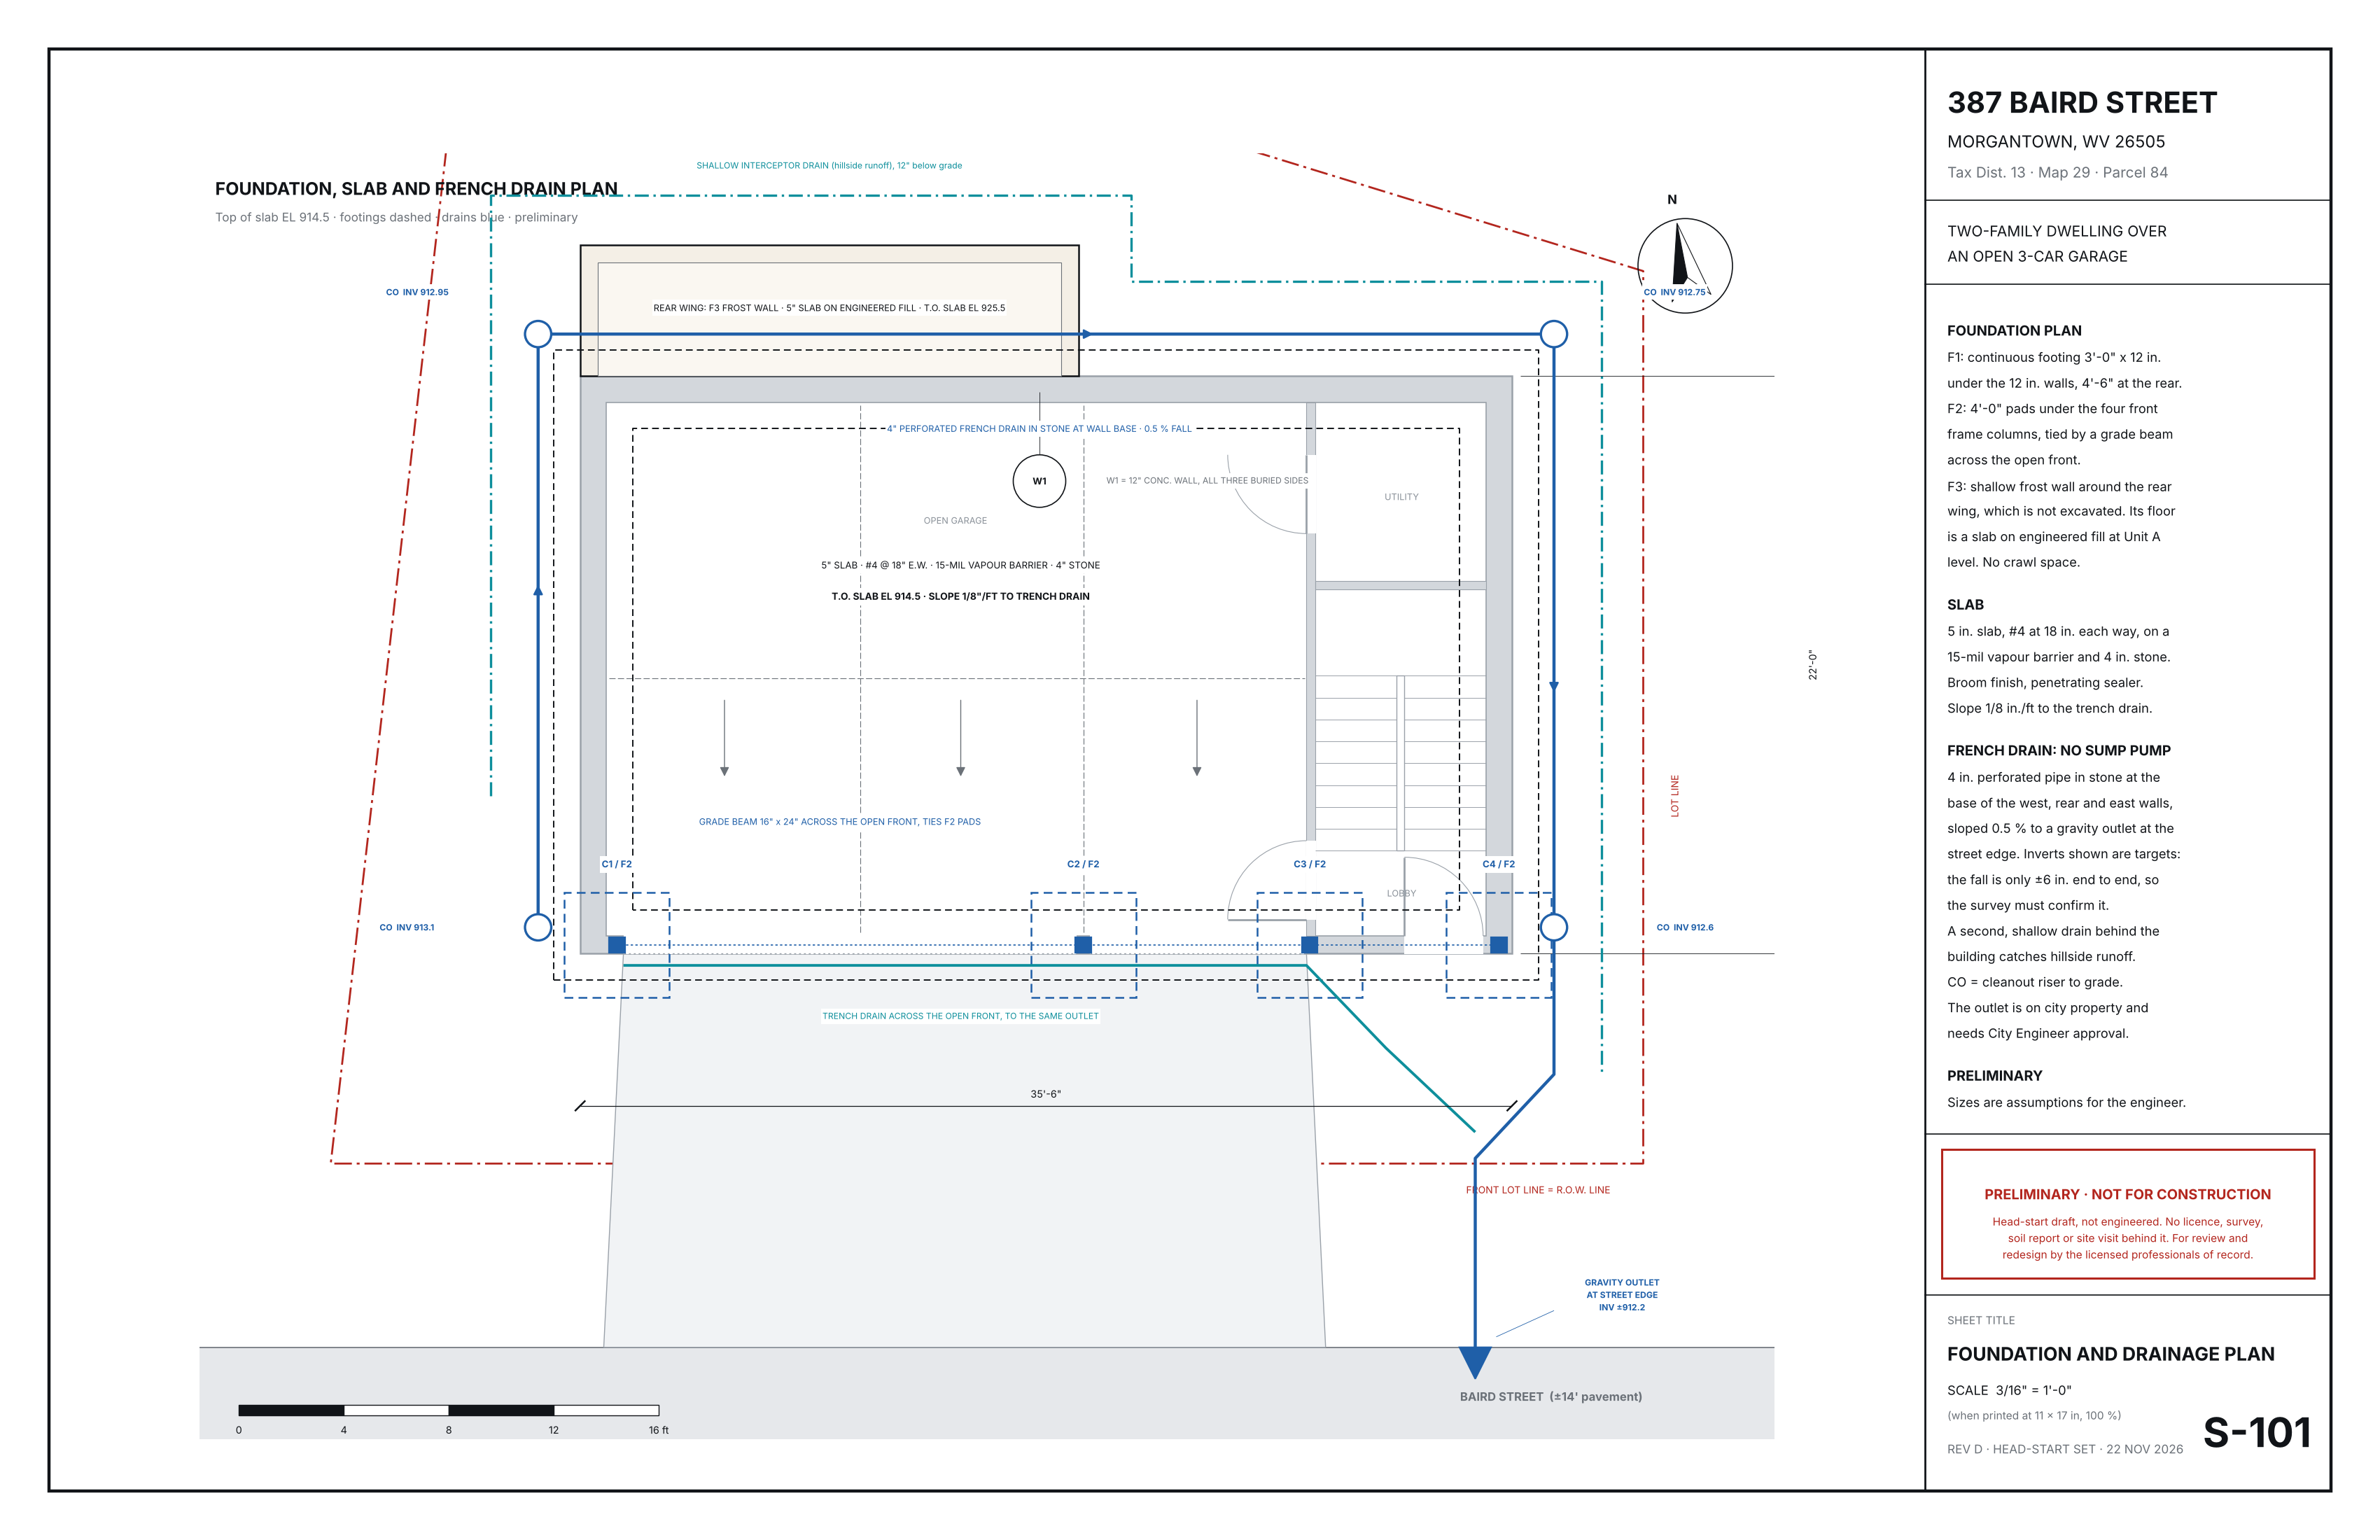 SHALLOW INTERCEPTOR DRAIN (hillside runoff), 12" below grade
FOUNDATION, SLAB AND FRENCH DRAIN PLAN
Top of slab EL 914.5 · footings dashed · drains blue · preliminary
N
CO INV 912.95
CO INV 912.75
REAR WING: F3 FROST WALL · 5" SLAB ON ENGINEERED FILL · T.O. SLAB EL 925.5
4" PERFORATED FRENCH DRAIN IN STONE AT WALL BASE · 0.5 % FALL
W1
W1 = 12" CONC. WALL, ALL THREE BURIED SIDES
UTILITY
OPEN GARAGE
5" SLAB · #4 @ 18" E.W. · 15-MIL VAPOUR BARRIER · 4" STONE
T.O. SLAB EL 914.5 · SLOPE 1/8"/FT TO TRENCH DRAIN
22'-0"
LOT LINE
GRADE BEAM 16" x 24" ACROSS THE OPEN FRONT, TIES F2 PADS
C1 / F2
C2 / F2
C3 / F2
C4 / F2
LOBBY
CO INV 913.1
CO INV 912.6
TRENCH DRAIN ACROSS THE OPEN FRONT, TO THE SAME OUTLET
35'-6"
FRONT LOT LINE = R.O.W. LINE
GRAVITY OUTLET
AT STREET EDGE
INV ±912.2
BAIRD STREET (±14' pavement)
0 4 8 12 16 ft
387 BAIRD STREET
MORGANTOWN, WV 26505
Tax Dist. 13 · Map 29 · Parcel 84
TWO-FAMILY DWELLING OVER
AN OPEN 3-CAR GARAGE
FOUNDATION PLAN
F1: continuous footing 3'-0" x 12 in.
under the 12 in. walls, 4'-6" at the rear.
F2: 4'-0" pads under the four front
frame columns, tied by a grade beam
across the open front.
F3: shallow frost wall around the rear
wing, which is not excavated. Its floor
is a slab on engineered fill at Unit A
level. No crawl space.
SLAB
5 in. slab, #4 at 18 in. each way, on a
15-mil vapour barrier and 4 in. stone.
Broom finish, penetrating sealer.
Slope 1/8 in./ft to the trench drain.
FRENCH DRAIN: NO SUMP PUMP
4 in. perforated pipe in stone at the
base of the west, rear and east walls,
sloped 0.5 % to a gravity outlet at the
street edge. Inverts shown are targets:
the fall is only ±6 in. end to end, so
the survey must confirm it.
A second, shallow drain behind the
building catches hillside runoff.
CO = cleanout riser to grade.
The outlet is on city property and
needs City Engineer approval.
PRELIMINARY
Sizes are assumptions for the engineer.
PRELIMINARY · NOT FOR CONSTRUCTION
Head-start draft, not engineered. No licence, survey,
soil report or site visit behind it. For review and
redesign by the licensed professionals of record.
SHEET TITLE
FOUNDATION AND DRAINAGE PLAN
SCALE 3/16" = 1'-0"
(when printed at 11 × 17 in, 100 %)
REV D · HEAD-START SET · 22 NOV 2026
S-101